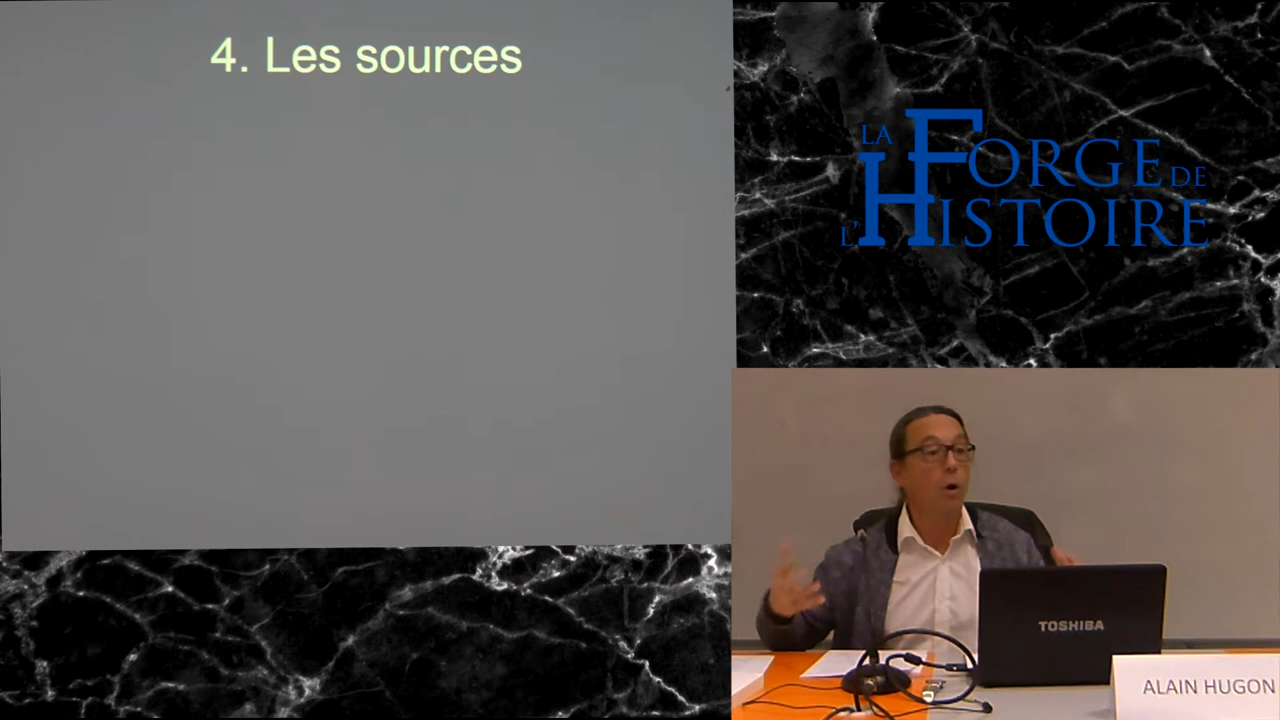 4. Les sources
LA FORGE DE
L'HISTOIRE
TOSHIBA
ALAIN HUGON